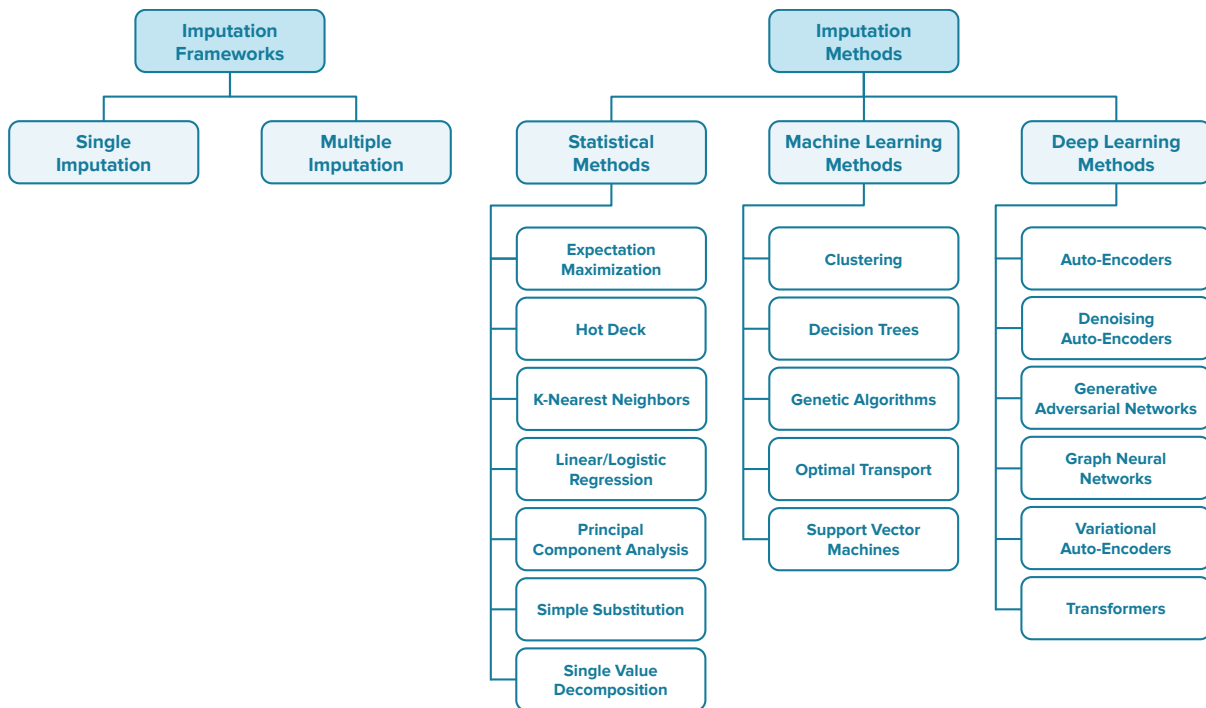 Imputation
Frameworks
Single
Imputation
Multiple
Imputation
Imputation
Methods
Statistical
Methods
Expectation
Maximization
Hot Deck
K-Nearest Neighbors
Linear/Logistic
Regression
Principal
Component Analysis
Simple Substitution
Single Value
Decomposition
Machine Learning
Methods
Clustering
Decision Trees
Genetic Algorithms
Optimal Transport
Support Vector
Machines
Deep Learning
Methods
Auto-Encoders
Denoising
Auto-Encoders
Generative
Adversarial Networks
Graph Neural
Networks
Variational
Auto-Encoders
Transformers